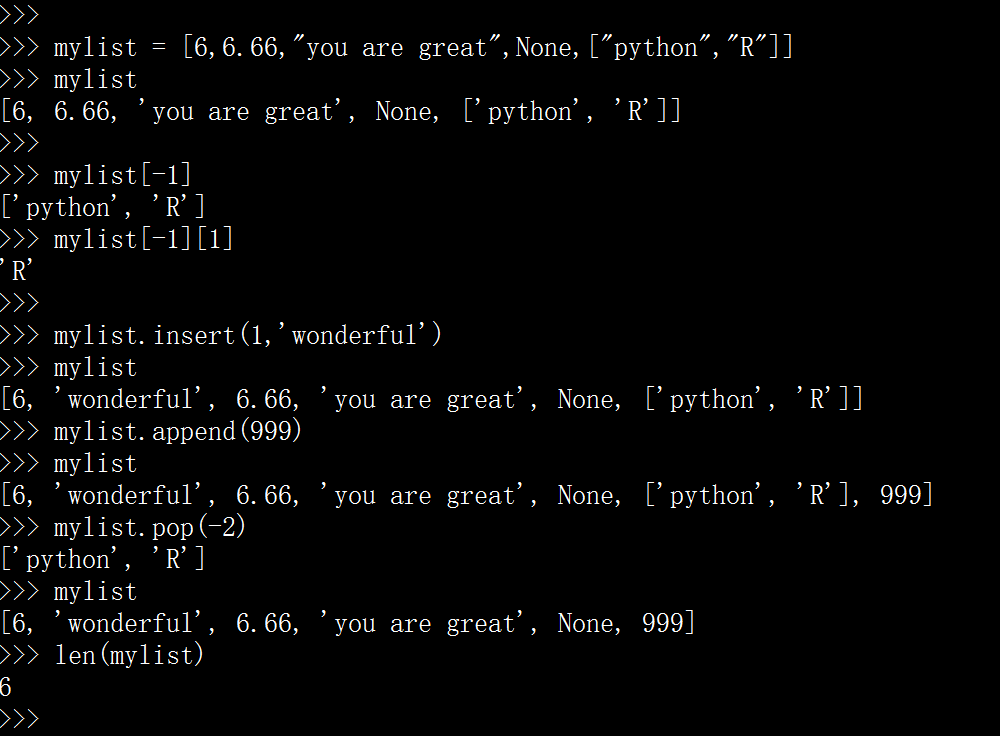 >>>
>>> mylist = [6,6.66,"you are great",None,["python","R"]]
>>> mylist
[6, 6.66, 'you are great', None, ['python', 'R']]
>>>
>>> mylist[-1]
['python', 'R']
>>> mylist[-1][1]
'R'
>>>
>>> mylist.insert(1,'wonderful')
>>> mylist
[6, 'wonderful', 6.66, 'you are great', None, ['python', 'R']]
>>> mylist.append(999)
>>> mylist
[6, 'wonderful', 6.66, 'you are great', None, ['python', 'R'], 999]
>>> mylist.pop(-2)
['python', 'R']
>>> mylist
[6, 'wonderful', 6.66, 'you are great', None, 999]
>>> len(mylist)
6
>>>